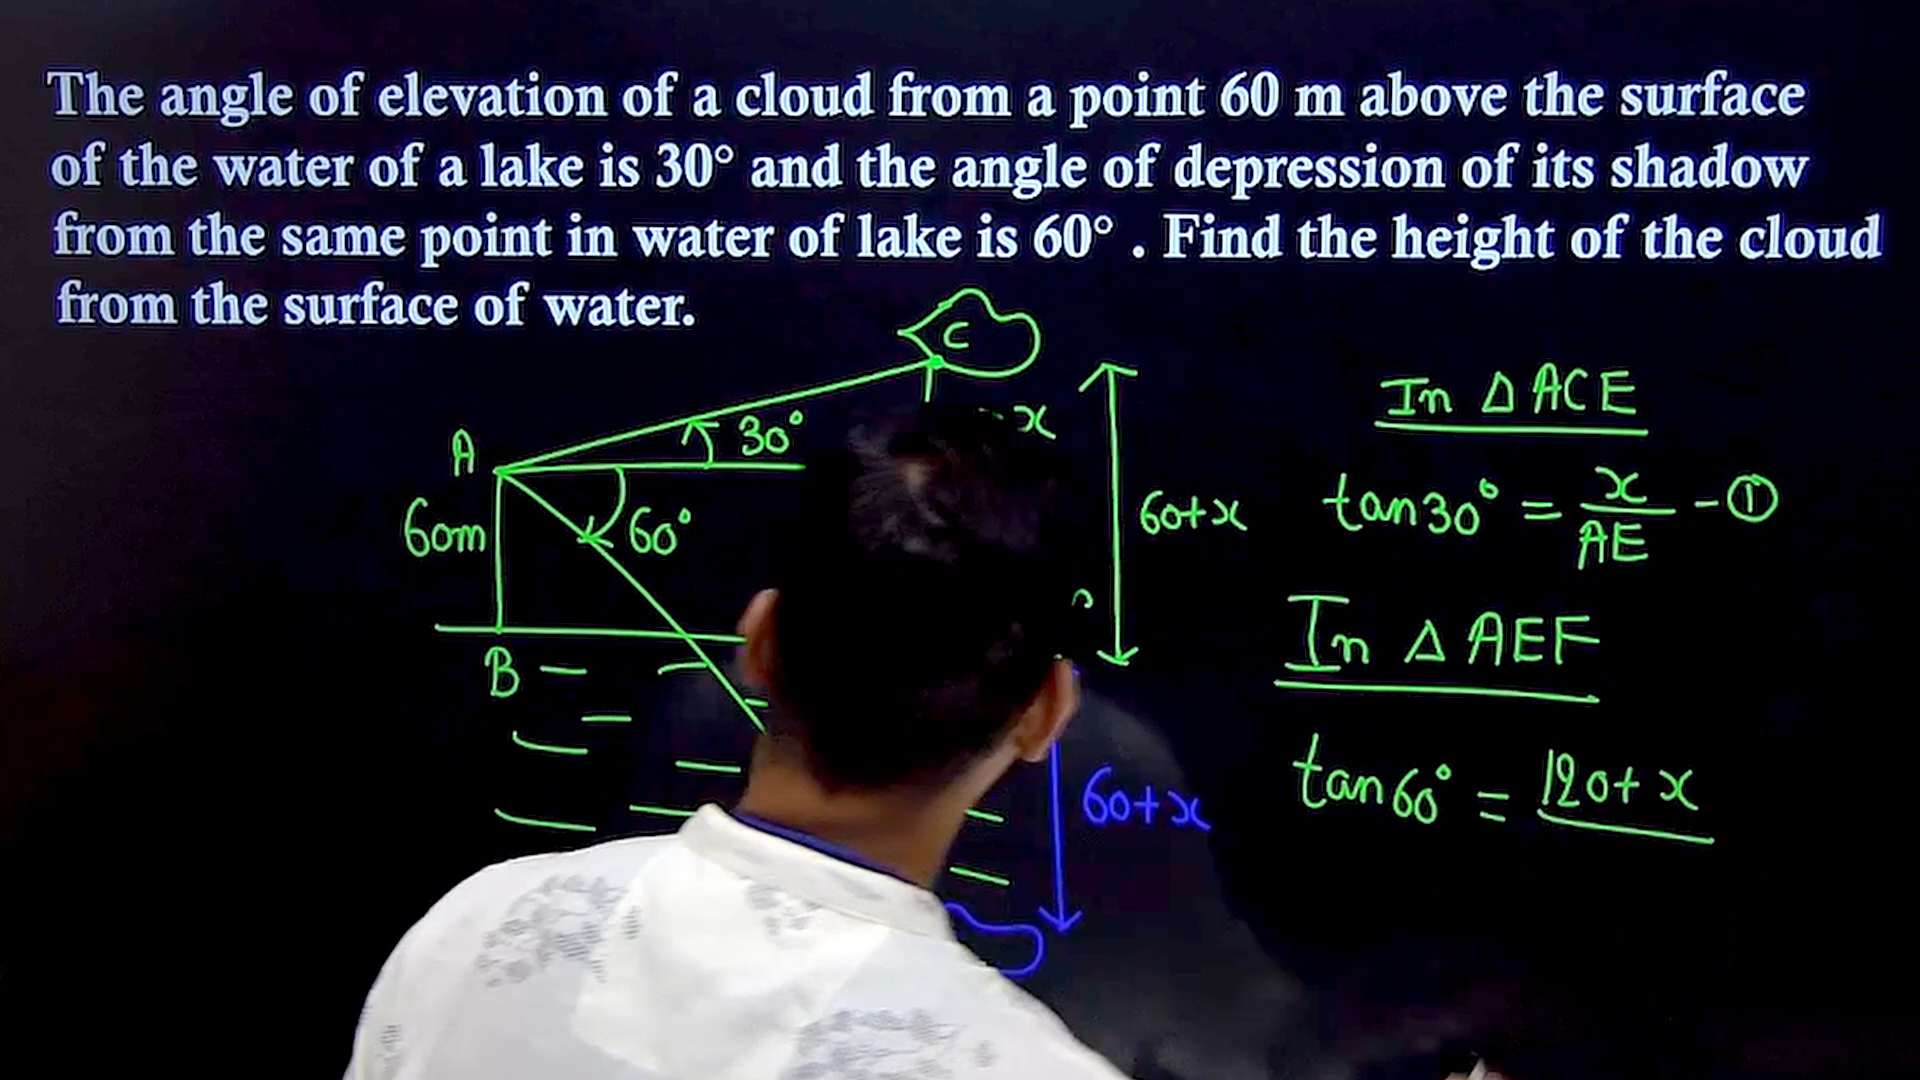 The angle of elevation of a cloud from a point 60 m above the surface
of the water of a lake is 30° and the angle of depression of its shadow
from the same point in water of lake is 60° . Find the height of the cloud
from the surface of water.
C
x
In △ ACE
30°
A
60m
60°
60+x
tan30° = x/AE - ①
In △ AEF
B
60+x
tan60° = 120+x